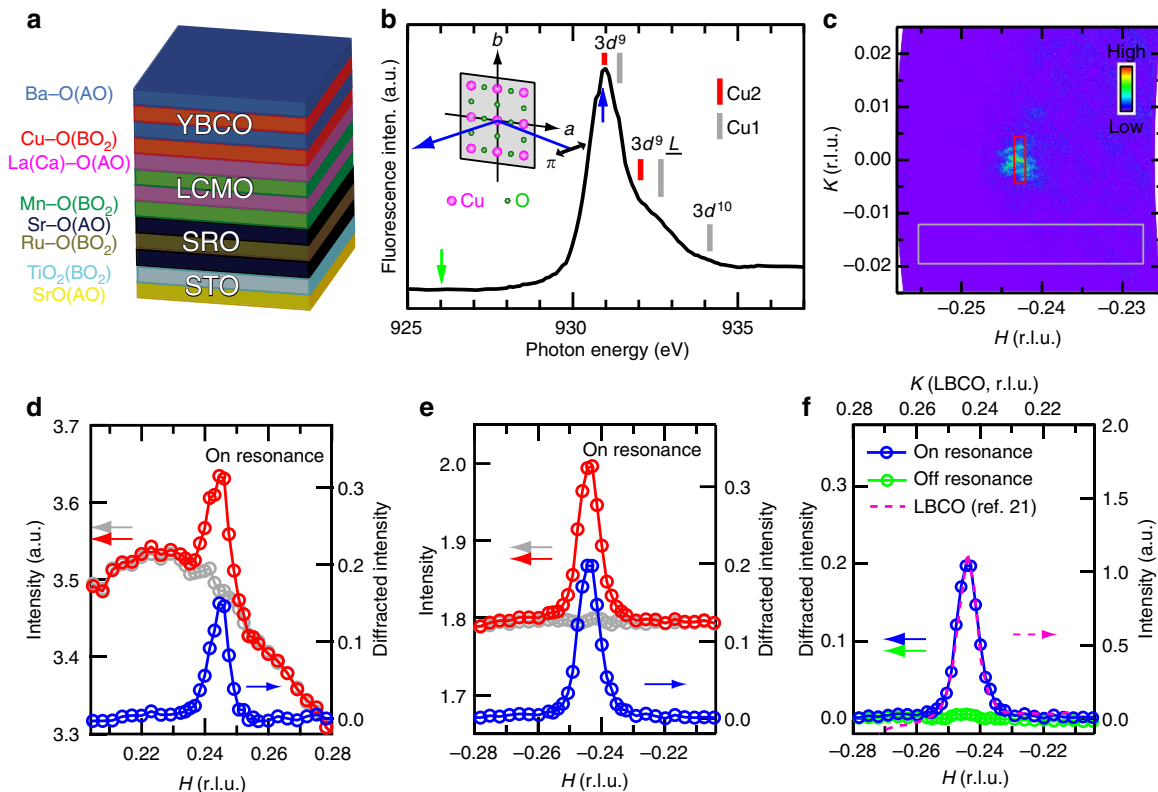 a
Ba–O(AO)
Cu–O(BO2)
La(Ca)–O(AO)
Mn–O(BO2)
Sr–O(AO)
Ru–O(BO2)
TiO2(BO2)
SrO(AO)
YBCO
LCMO
SRO
STO
b
Fluorescence inten. (a.u.)
b
a
π
Cu
O
3d9
3d9 L
3d10
Cu2
Cu1
925
930
935
Photon energy (eV)
c
K (r.l.u.)
0.02
0.01
0.00
−0.01
−0.02
High
Low
−0.25
−0.24
−0.23
H (r.l.u.)
d
On resonance
Intensity (a.u.)
3.7
3.6
3.5
3.4
3.3
0.3
0.2
0.1
0.0
Diffracted intensity
0.22
0.24
0.26
0.28
H (r.l.u.)
e
On resonance
Intensity
2.0
1.9
1.8
1.7
0.3
0.2
0.1
0.0
Diffracted intensity
−0.28
−0.26
−0.24
−0.22
H (r.l.u.)
f
K (LBCO, r.l.u.)
0.28
0.26
0.24
0.22
On resonance
Off resonance
LBCO (ref. 21)
Diffracted intensity
0.3
0.2
0.1
0.0
2.0
1.5
1.0
0.5
0.0
Intensity (a.u.)
−0.28
−0.26
−0.24
−0.22
H (r.l.u.)